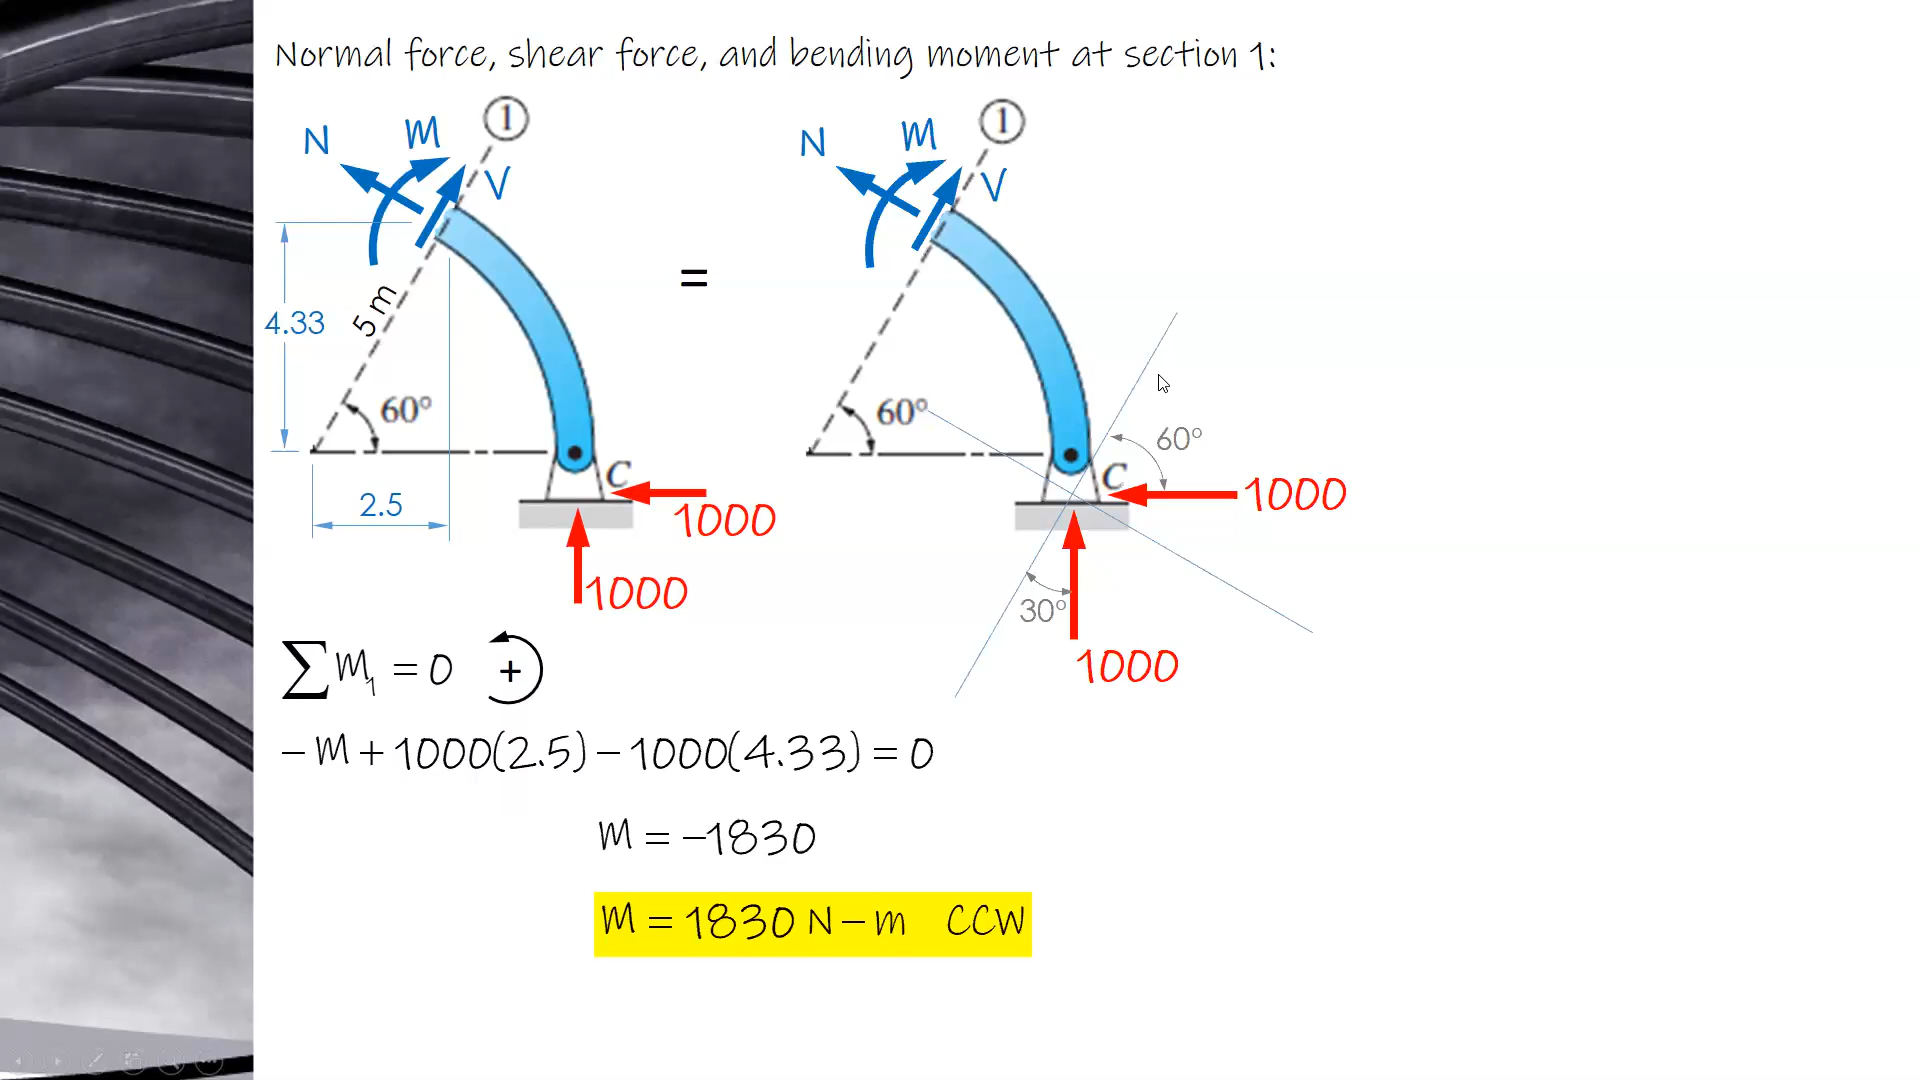 Normal force, shear force, and bending moment at section 1:
N M 1 V
4.33
5 m
60°
2.5
C
1000
1000
=
N M 1 V
60°
60°
C
1000
30°
1000
∑M₁ = 0 +
−M + 1000(2.5) − 1000(4.33) = 0
M = −1830
M = 1830 N−m CCW